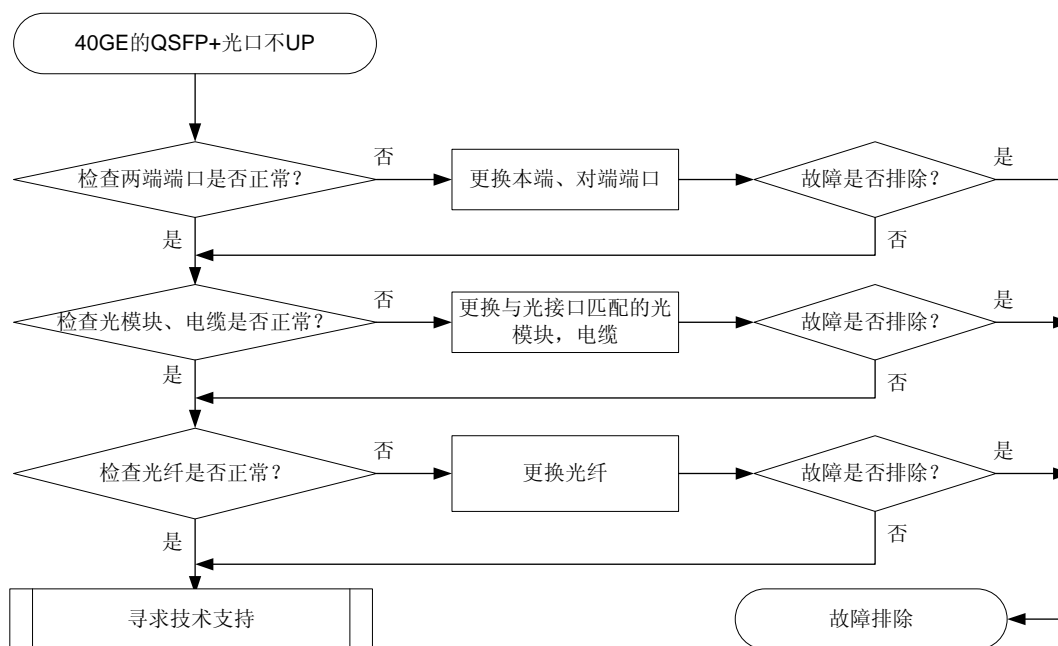 40GE的QSFP+光口不UP
否
是
检查两端端口是否正常？
更换本端、对端端口
故障是否排除？
是
否
否
是
检查光模块、电缆是否正常？
更换与光接口匹配的光
模块，电缆
故障是否排除？
是
否
否
是
检查光纤是否正常？
更换光纤
故障是否排除？
是
否
寻求技术支持
故障排除